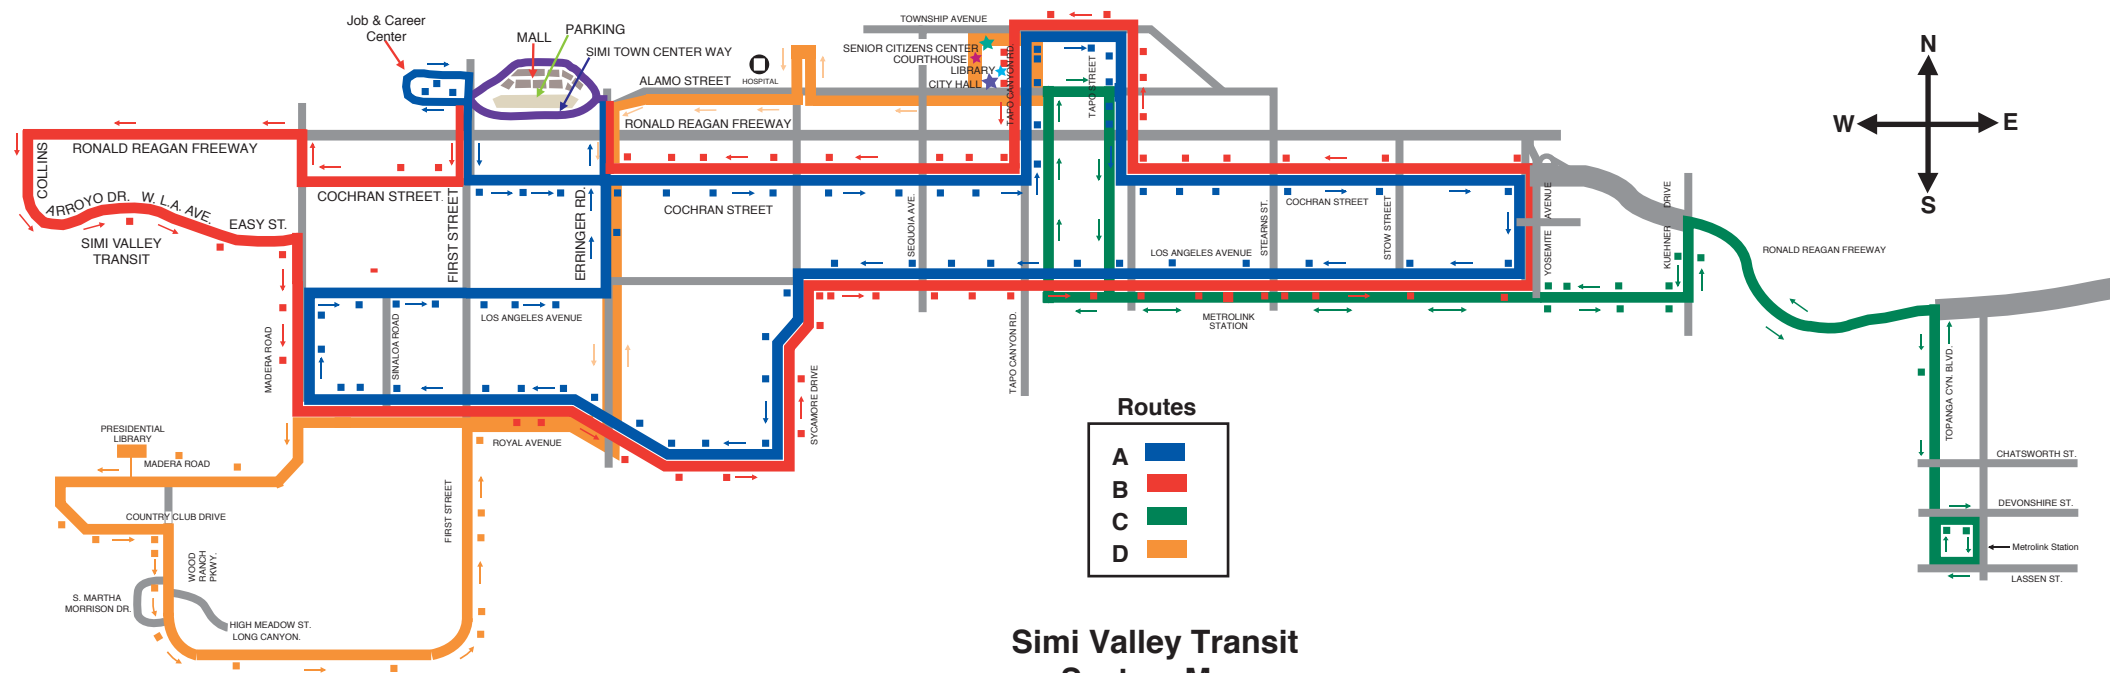 Job & Career
Center
MALL
PARKING
SIMI TOWN CENTER WAY
HOSPITAL
ALAMO STREET
TOWNSHIP AVENUE
SENIOR CITIZENS CENTER
COURTHOUSE
LIBRARY
CITY HALL
TAPO CANYON RD.
TAPO STREET
RONALD REAGAN FREEWAY
RONALD REAGAN FREEWAY
COLLINS
ARROYO DR.
W. L.A. AVE.
EASY ST.
SIMI VALLEY
TRANSIT
COCHRAN STREET
FIRST STREET
ERRINGER RD.
COCHRAN STREET
SEQUOIA AVE.
COCHRAN STREET
STEARNS ST.
STOW STREET
LOS ANGELES AVENUE
YOSEMITE AVENUE
KUEHNER DRIVE
RONALD REAGAN FREEWAY
N
W
E
S
MADERA ROAD
SINALOA ROAD
LOS ANGELES AVENUE
METROLINK
STATION
TAPO CANYON RD.
SYCAMORE DRIVE
TOPANGA CYN. BLVD.
ROYAL AVENUE
PRESIDENTIAL
LIBRARY
MADERA ROAD
COUNTRY CLUB DRIVE
WOOD
RANCH
PKWY.
FIRST STREET
S. MARTHA
MORRISON DR.
HIGH MEADOW ST.
LONG CANYON.
Routes
A
B
C
D
CHATSWORTH ST.
DEVONSHIRE ST.
Metrolink Station
LASSEN ST.
Simi Valley Transit